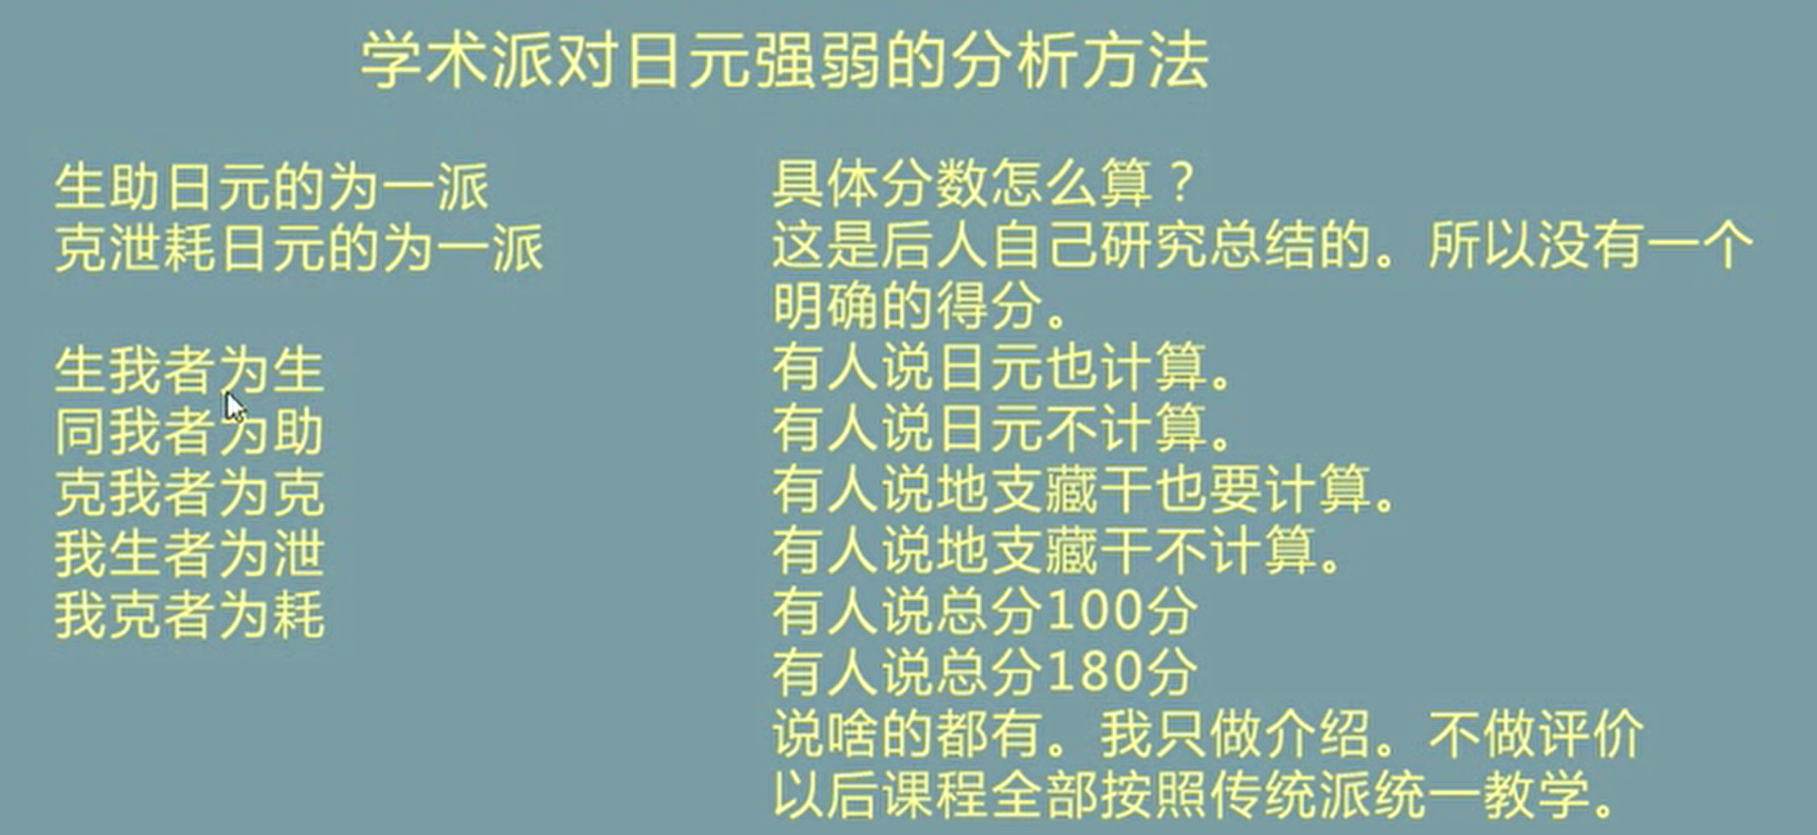 学术派对日元强弱的分析方法
生助日元的为一派
克泄耗日元的为一派
生我者为生
同我者为助
克我者为克
我生者为泄
我克者为耗
具体分数怎么算？
这是后人自己研究总结的。所以没有一个
明确的得分。
有人说日元也计算。
有人说日元不计算。
有人说地支藏干也要计算。
有人说地支藏干不计算。
有人说总分100分
有人说总分180分
说啥的都有。我只做介绍。不做评价
以后课程全部按照传统派统一教学。